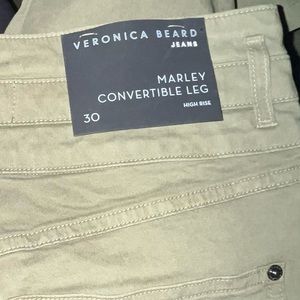 VERONICA BEARD
JEANS
MARLEY
CONVERTIBLE LEG
HIGH RISE
30